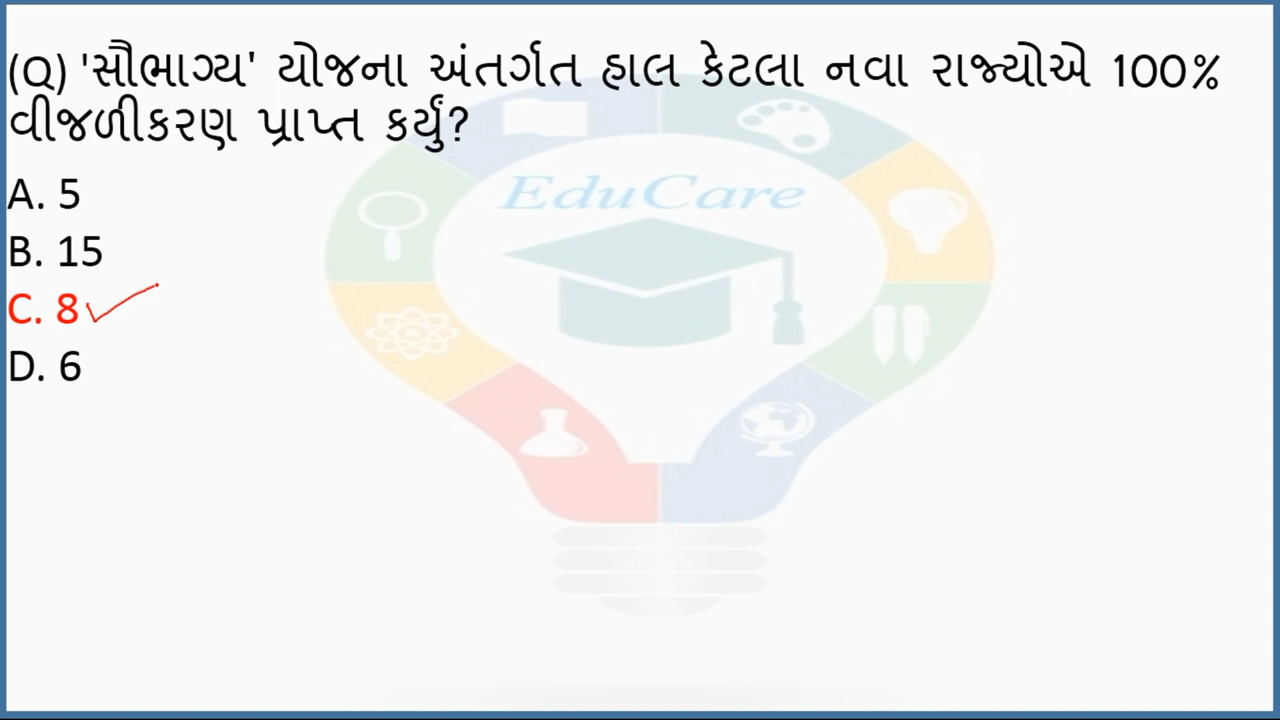 (Q) 'સૌભાગ્ય' યોજના અંતર્ગત હાલ કેટલા નવા રાજ્યોએ 100%
વીજળીકરણ પ્રાપ્ત કર્યું?
EduCare
A. 5
B. 15
C. 8
D. 6